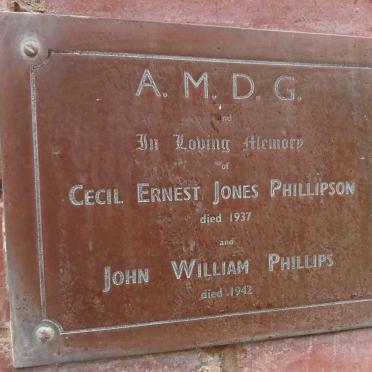 A. M. D. G.
and
In Loving Memory
of
CECIL ERNEST JONES PHILLIPSON
died 1937
and
JOHN WILLIAM PHILLIPS
died 1942